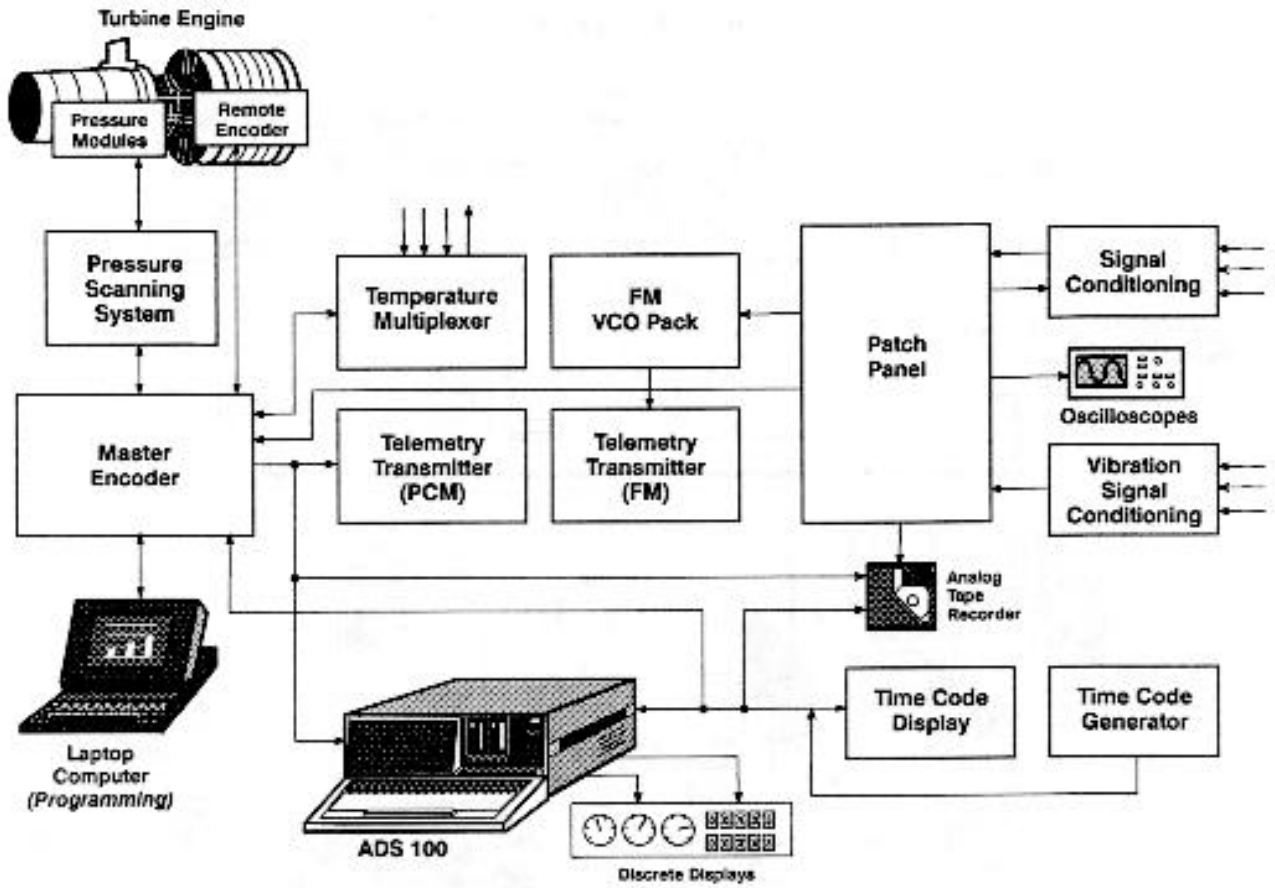 Turbine Engine
Pressure
Modules
Remote
Encoder
Pressure
Scanning
System
Temperature
Multiplexer
FM
VCO Pack
Patch
Panel
Signal
Conditioning
Oscilloscopes
Master
Encoder
Telemetry
Transmitter
(PCM)
Telemetry
Transmitter
(FM)
Vibration
Signal
Conditioning
Analog
Tape
Recorder
Laptop
Computer
(Programming)
Time Code
Display
Time Code
Generator
ADS 100
Discrete Displays